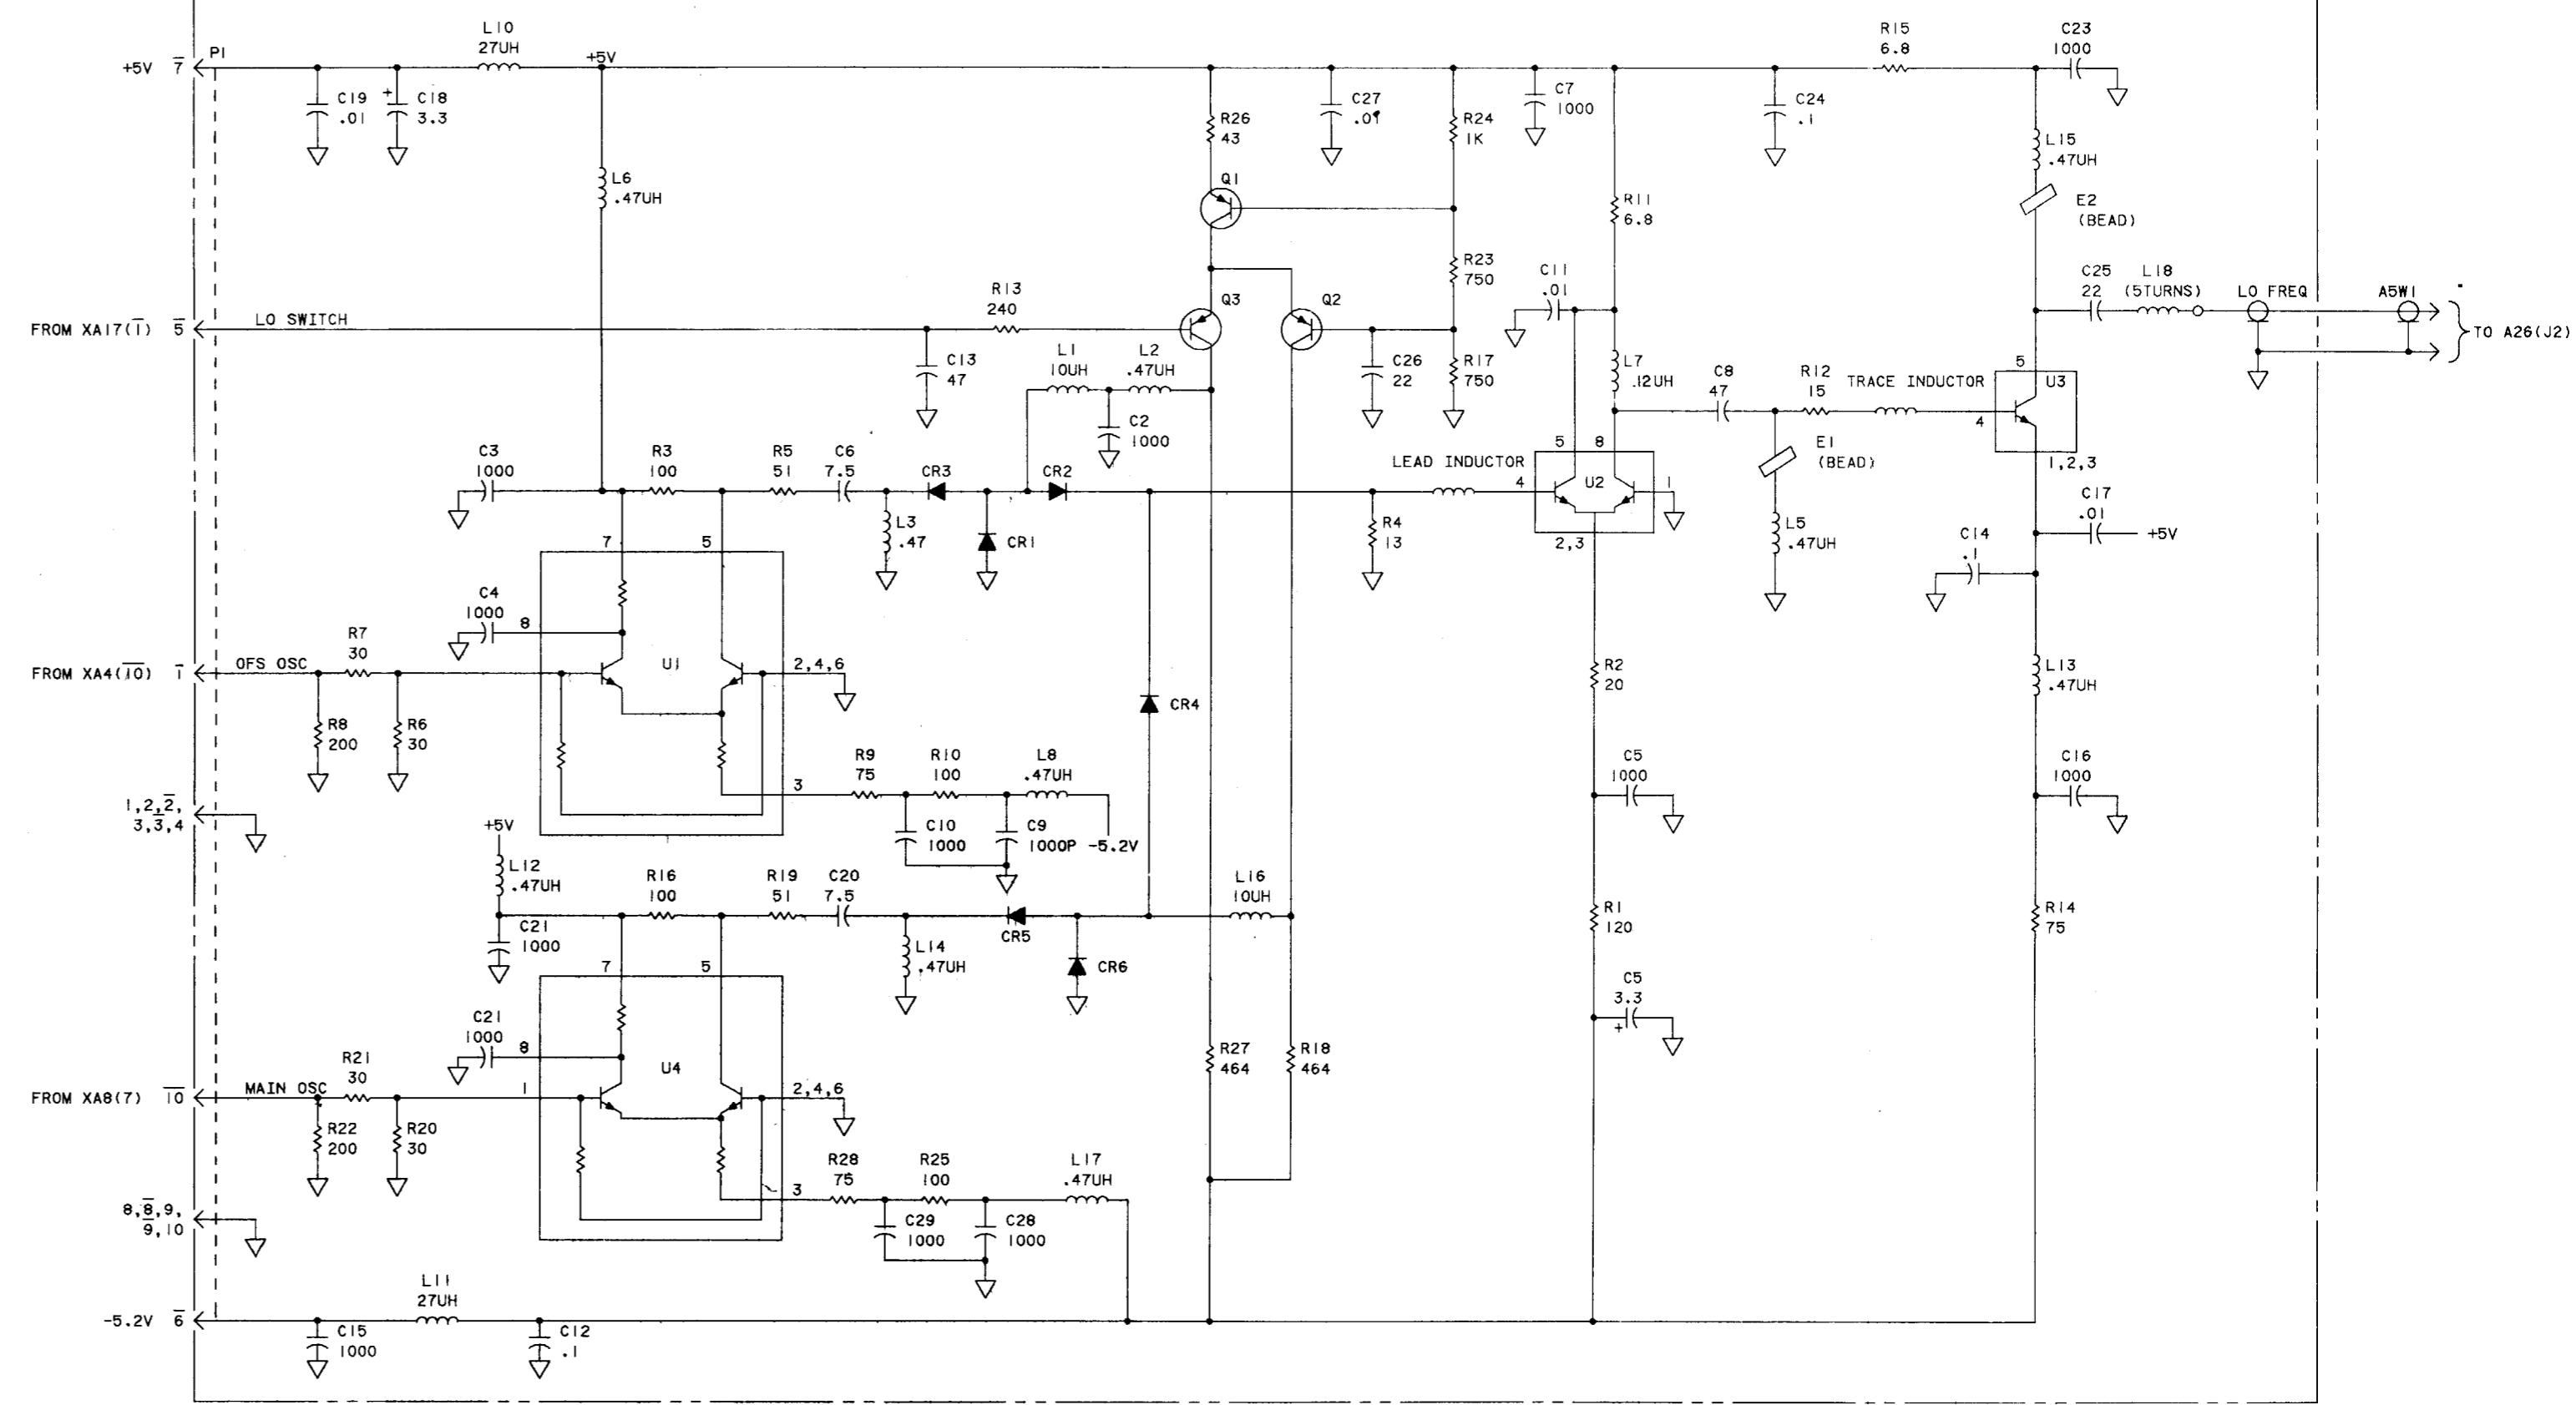 L10
27UH
R15
6.8
C23
1000
P1
+5V 7̅
+5V
C19
.01
+
C18
3.3
R26
43
C27
.01
R24
1K
C7
1000
C24
.1
L15
.47UH
L6
.47UH
Q1
R11
6.8
E2
(BEAD)
R23
750
C11
.01
C25
22
L18
(5TURNS)
LO FREQ
A5W1
R13
240
Q3
Q2
FROM XA17(1̅) 5̅
LO SWITCH
TO A26(J2)
C13
47
L1
10UH
L2
.47UH
C26
22
R17
750
L7
.12UH
C8
47
R12
15
TRACE INDUCTOR
5
U3
4
1,2,3
C2
1000
C3
1000
R3
100
R5
51
C6
7.5
CR3
CR2
LEAD INDUCTOR
5
8
4
U2
1
2,3
E1
(BEAD)
C17
.01
+5V
L3
.47
CR1
R4
13
L5
.47UH
C14
.1
7
5
C4
1000
8
U1
2,4,6
R7
30
FROM XA4(1̅0̅) 1̅
OFS OSC
R8
200
R6
30
CR4
R2
20
L13
.47UH
R9
75
R10
100
L8
.47UH
3
C10
1000
C9
1000P
-5.2V
C5
1000
C16
1000
1,2,2̅,
3,3̅,4
+5V
L12
.47UH
R16
100
R19
51
C20
7.5
L16
10UH
R1
120
R14
75
C21
1000
CR5
L14
.47UH
CR6
7
5
C5
3.3
+
C21
1000
8
U4
R27
464
R18
464
R21
30
FROM XA8(7) 1̅0̅
MAIN OSC
1
2,4,6
R22
200
R20
30
R28
75
R25
100
L17
.47UH
3
C29
1000
C28
1000
8,8̅,9,
9̅,10
L11
27UH
-5.2V 6̅
C15
1000
C12
.1